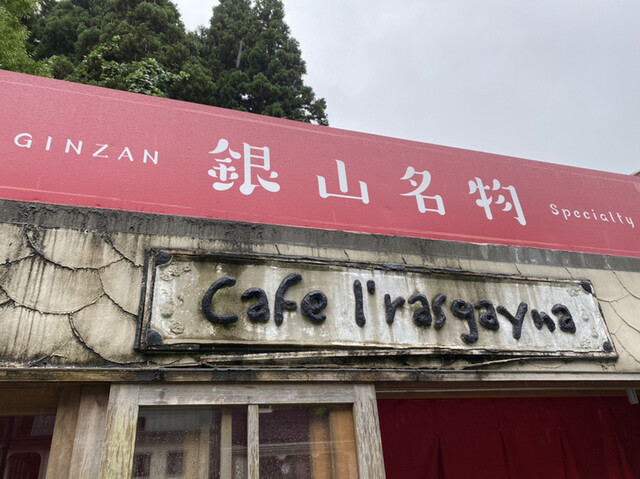 GINZAN 銀山名物 Specialty
Cafe l'rasgayna